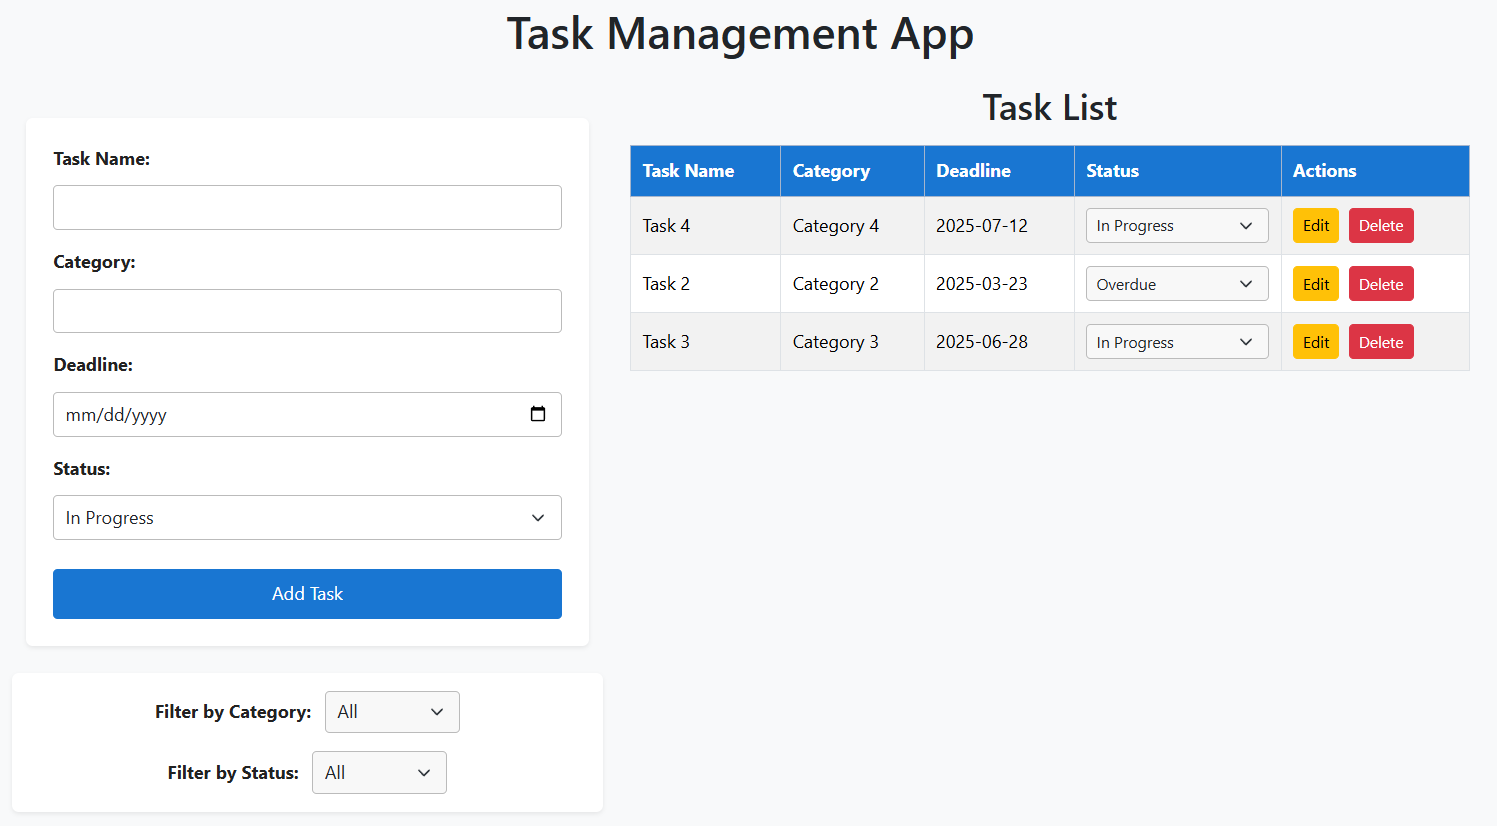 Task Management App
Task Name:
Category:
Deadline:
mm/dd/yyyy
Status:
In Progress
Add Task
Filter by Category: All
Filter by Status: All
Task List
Task Name Category Deadline Status Actions
Task 4 Category 4 2025-07-12 In Progress Edit Delete
Task 2 Category 2 2025-03-23 Overdue Edit Delete
Task 3 Category 3 2025-06-28 In Progress Edit Delete